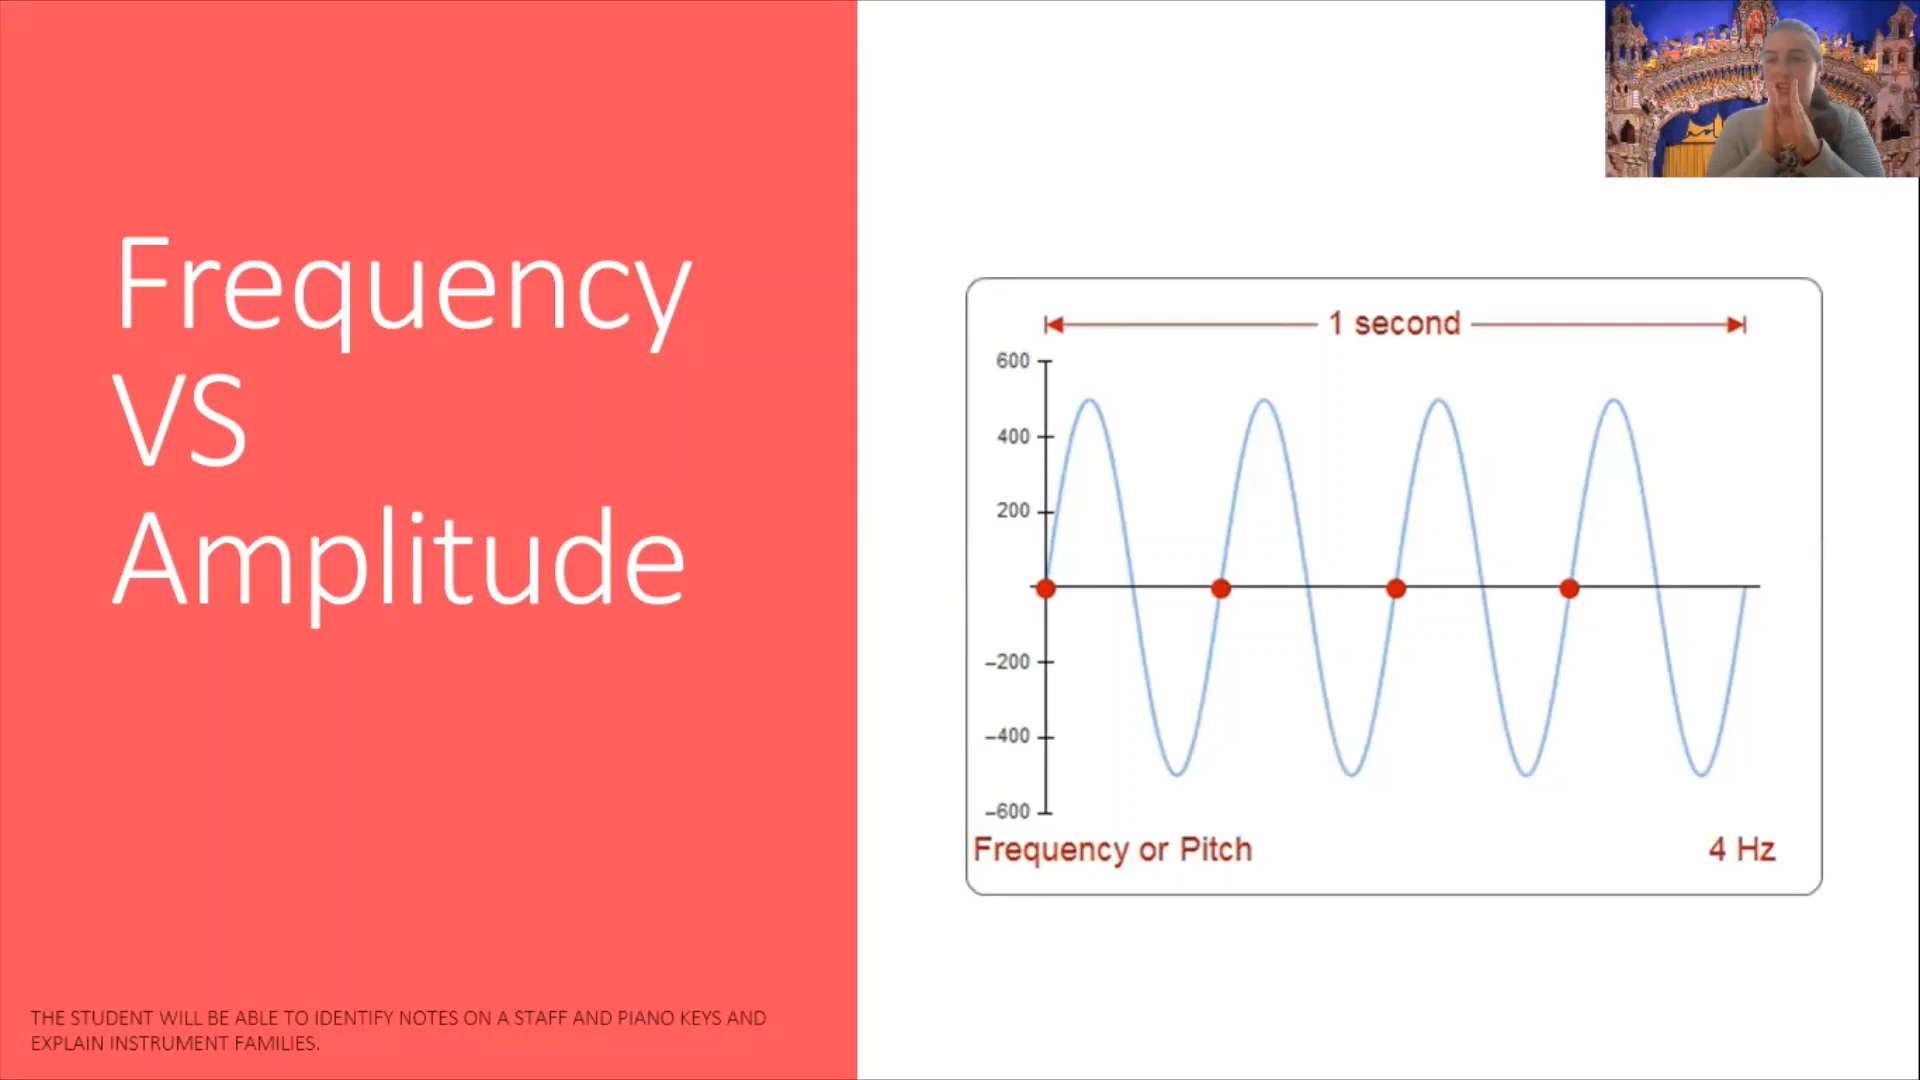 Frequency
VS
Amplitude
THE STUDENT WILL BE ABLE TO IDENTIFY NOTES ON A STAFF AND PIANO KEYS AND
EXPLAIN INSTRUMENT FAMILIES.
1 second
600
400
200
–200
–400
–600
Frequency or Pitch
4 Hz